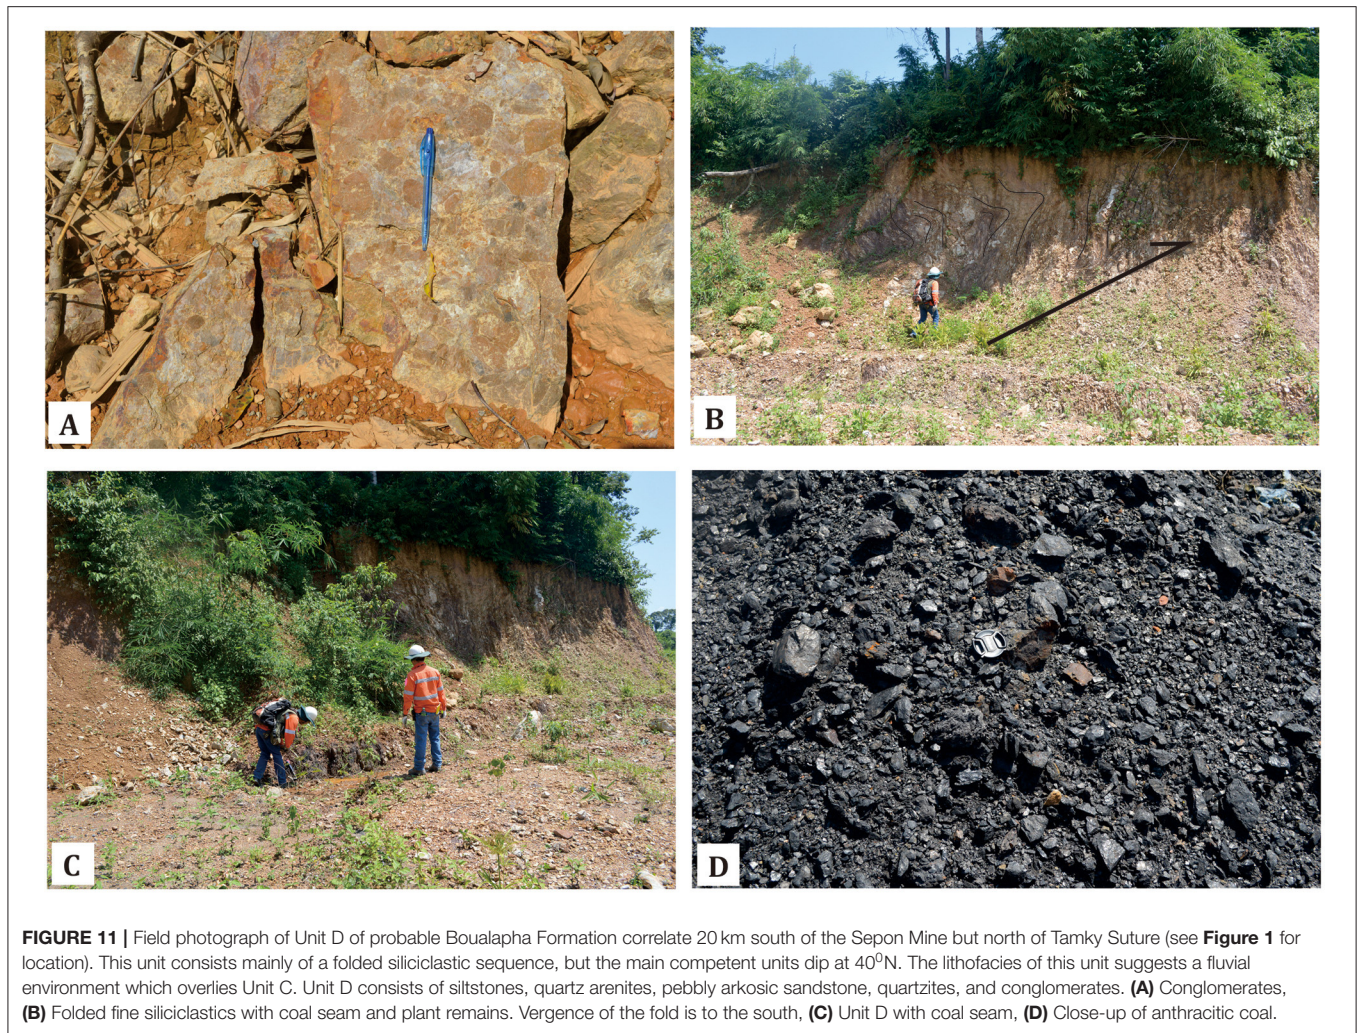 A
B
C
D
FIGURE 11 | Field photograph of Unit D of probable Boualapha Formation correlate 20 km south of the Sepon Mine but north of Tamky Suture (see Figure 1 for
location). This unit consists mainly of a folded siliciclastic sequence, but the main competent units dip at 40⁰N. The lithofacies of this unit suggests a fluvial
environment which overlies Unit C. Unit D consists of siltstones, quartz arenites, pebbly arkosic sandstone, quartzites, and conglomerates. (A) Conglomerates,
(B) Folded fine siliciclastics with coal seam and plant remains. Vergence of the fold is to the south, (C) Unit D with coal seam, (D) Close-up of anthracitic coal.